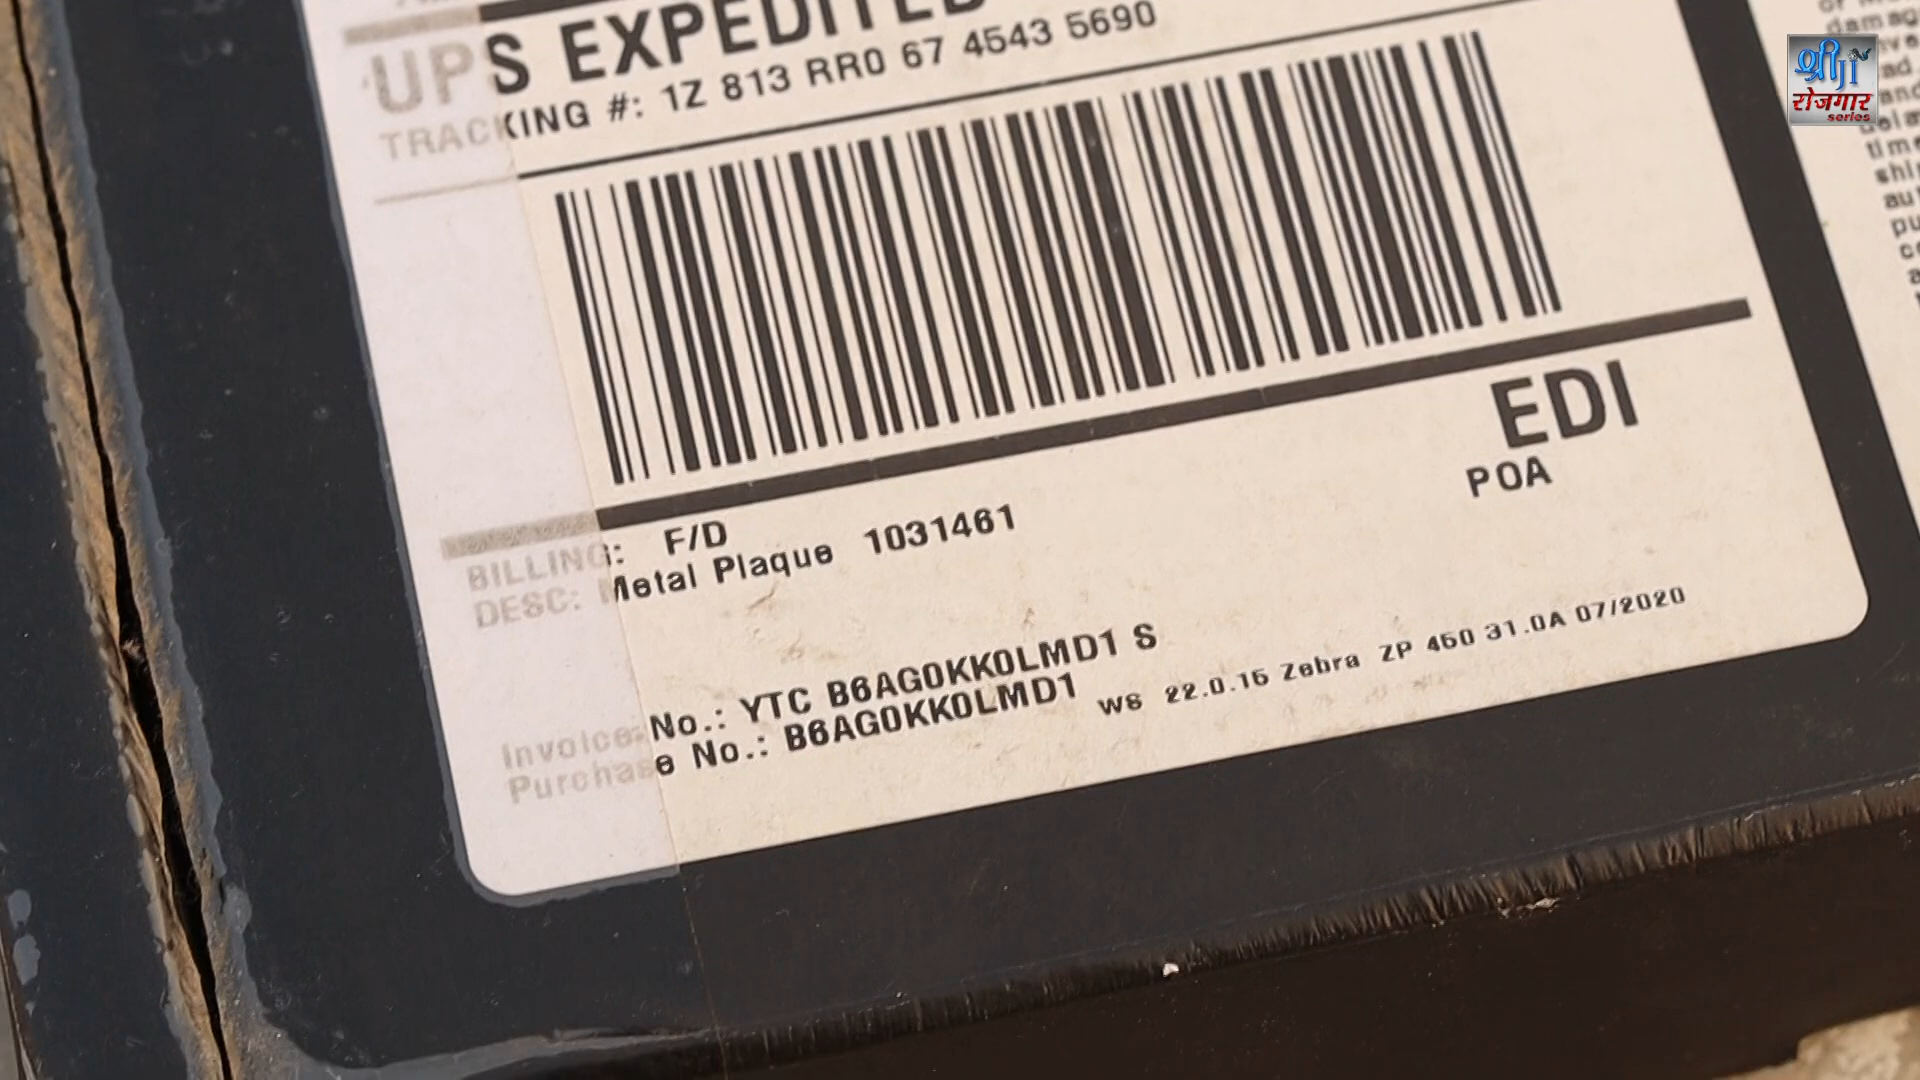 UPS EXPEDITED
TRACKING #: 1Z 813 RR0 67 4543 5690
EDI
POA
BILLING: F/D
DESC: Metal Plaque 1031461
Invoice No.: YTC B6AG0KK0LMD1 S
Purchase No.: B6AG0KK0LMD1
WS 22.0.15 Zebra ZP 450 31.0A 07/2020
श्रीजी
रोजगार
series